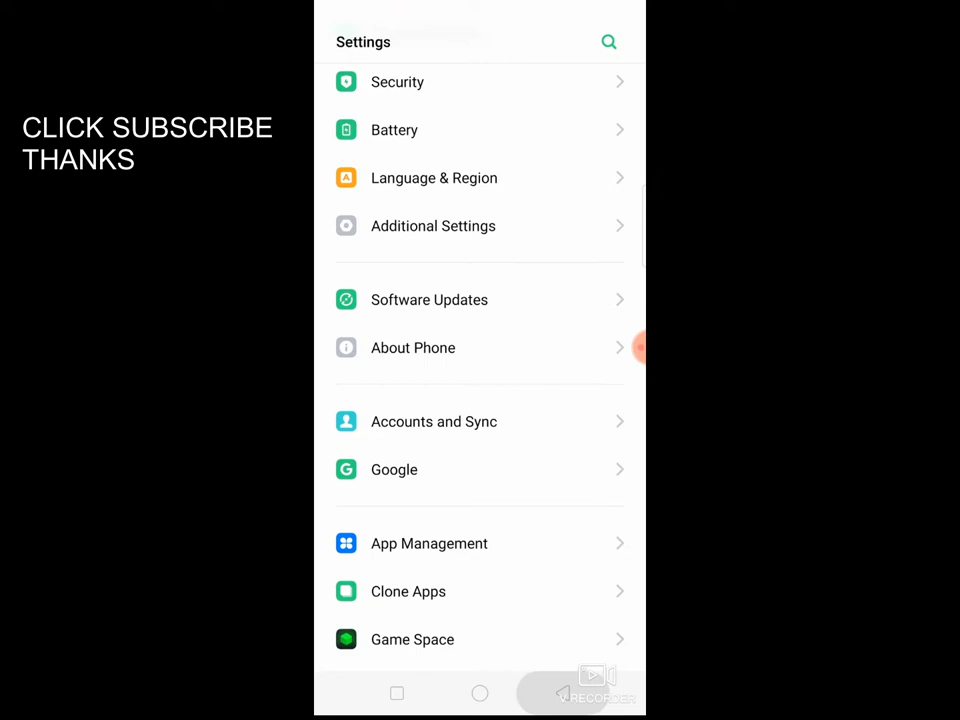 Settings
CLICK SUBSCRIBE
THANKS
Security
Battery
Language & Region
Additional Settings
Software Updates
About Phone
Accounts and Sync
Google
App Management
Clone Apps
Game Space
V RECORDER